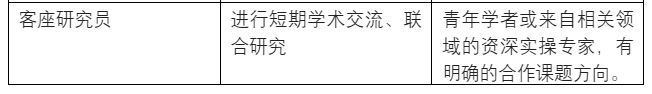 客座研究员
进行短期学术交流、联
合研究
青年学者或来自相关领
域的资深实操专家，有
明确的合作课题方向。